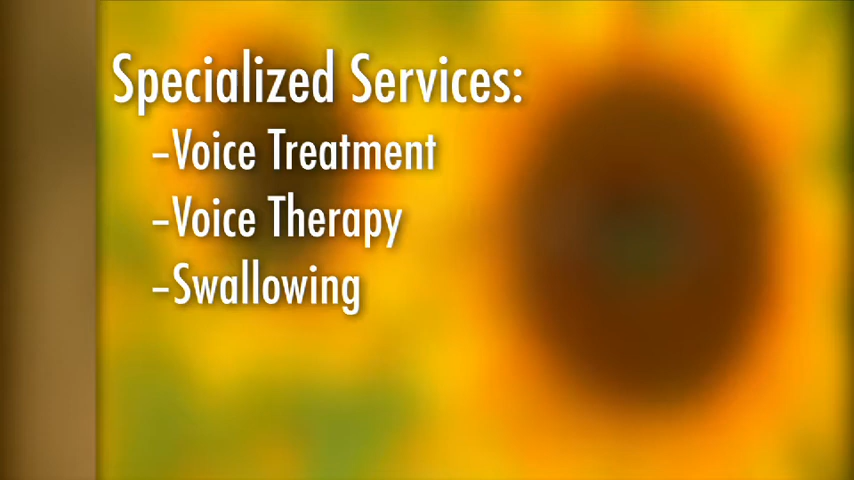 Specialized Services:
–Voice Treatment
–Voice Therapy
–Swallowing